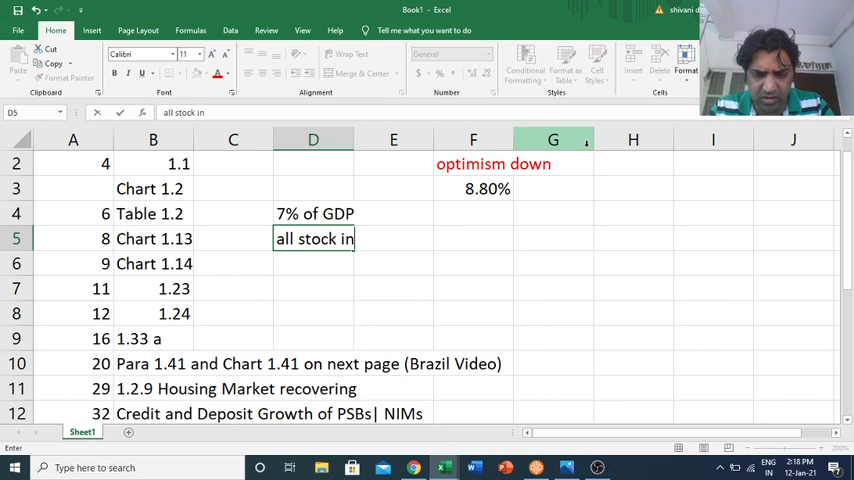 Book1 - Excel
shivani d
File Home Insert Page Layout Formulas Data Review View Help Tell me what you want to do
Cut
Copy
Format Painter
Paste
Clipboard
Calibri 11
B I U
Font
Wrap Text
Merge & Center
Alignment
General
Number
Conditional Formatting
Format as Table
Cell Styles
Styles
Insert Delete Format
Cells
D5 all stock in
A B C D E F G H I J
2 4 1.1 optimism down
3 Chart 1.2 8.80%
4 6 Table 1.2 7% of GDP
5 8 Chart 1.13 all stock in
6 9 Chart 1.14
7 11 1.23
8 12 1.24
9 16 1.33 a
10 20 Para 1.41 and Chart 1.41 on next page (Brazil Video)
11 29 1.2.9 Housing Market recovering
12 32 Credit and Deposit Growth of PSBs| NIMs
Sheet1
Enter 200%
Type here to search
ENG
IN
2:18 PM
12-Jan-21